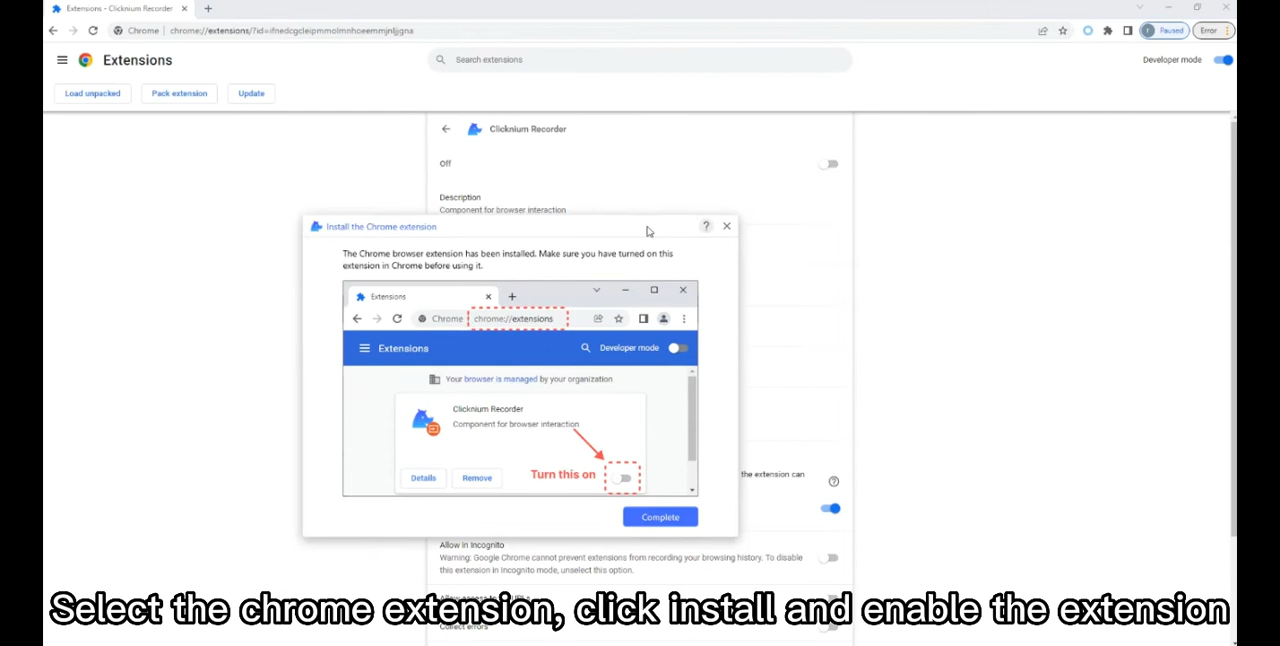 Extensions - Clicknium Recorder
Chrome | chrome://extensions/?id=ifnedcgcleipmmolmnhoeemmjnljjgna
Paused
Error
Extensions
Search extensions
Developer mode
Load unpacked
Pack extension
Update
Clicknium Recorder
Off
Description
Component for browser interaction
Install the Chrome extension
?
The Chrome browser extension has been installed. Make sure you have turned on this
extension in Chrome before using it.
Extensions
Chrome
chrome://extensions
Extensions
Developer mode
Your browser is managed by your organization
Clicknium Recorder
Component for browser interaction
Details
Remove
Turn this on
the extension can
Complete
Allow in Incognito
Warning: Google Chrome cannot prevent extensions from recording your browsing history. To disable
this extension in Incognito mode, unselect this option.
Select the chrome extension, click install and enable the extension
Collect errors